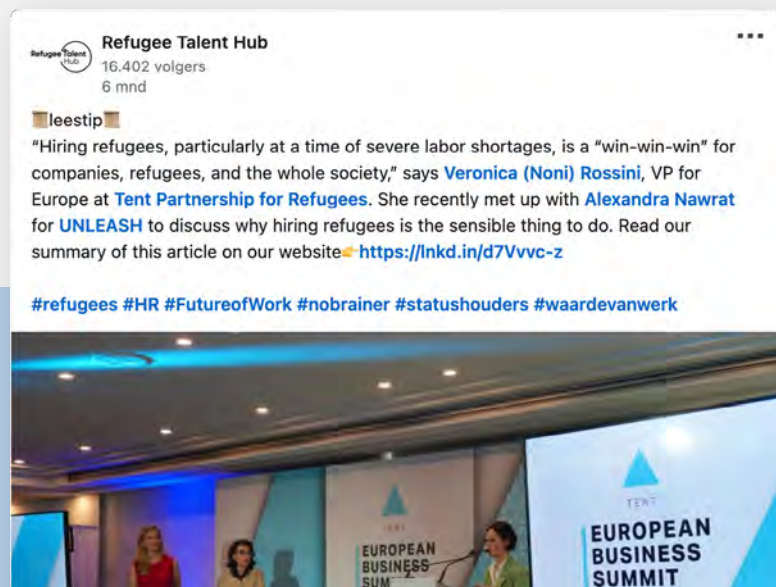 Refugee Talent Hub
Refugee Talent Hub
16.402 volgers
6 mnd
leestip
“Hiring refugees, particularly at a time of severe labor shortages, is a “win-win-win” for
companies, refugees, and the whole society,” says Veronica (Noni) Rossini, VP for
Europe at Tent Partnership for Refugees. She recently met up with Alexandra Nawrat
for UNLEASH to discuss why hiring refugees is the sensible thing to do. Read our
summary of this article on our website👉https://lnkd.in/d7Vvvc-z
#refugees #HR #FutureofWork #nobrainer #statushouders #waardevanwerk
TENT
EUROPEAN
BUSINESS
SUM
TENT
EUROPEAN
BUSINESS
SUMMIT